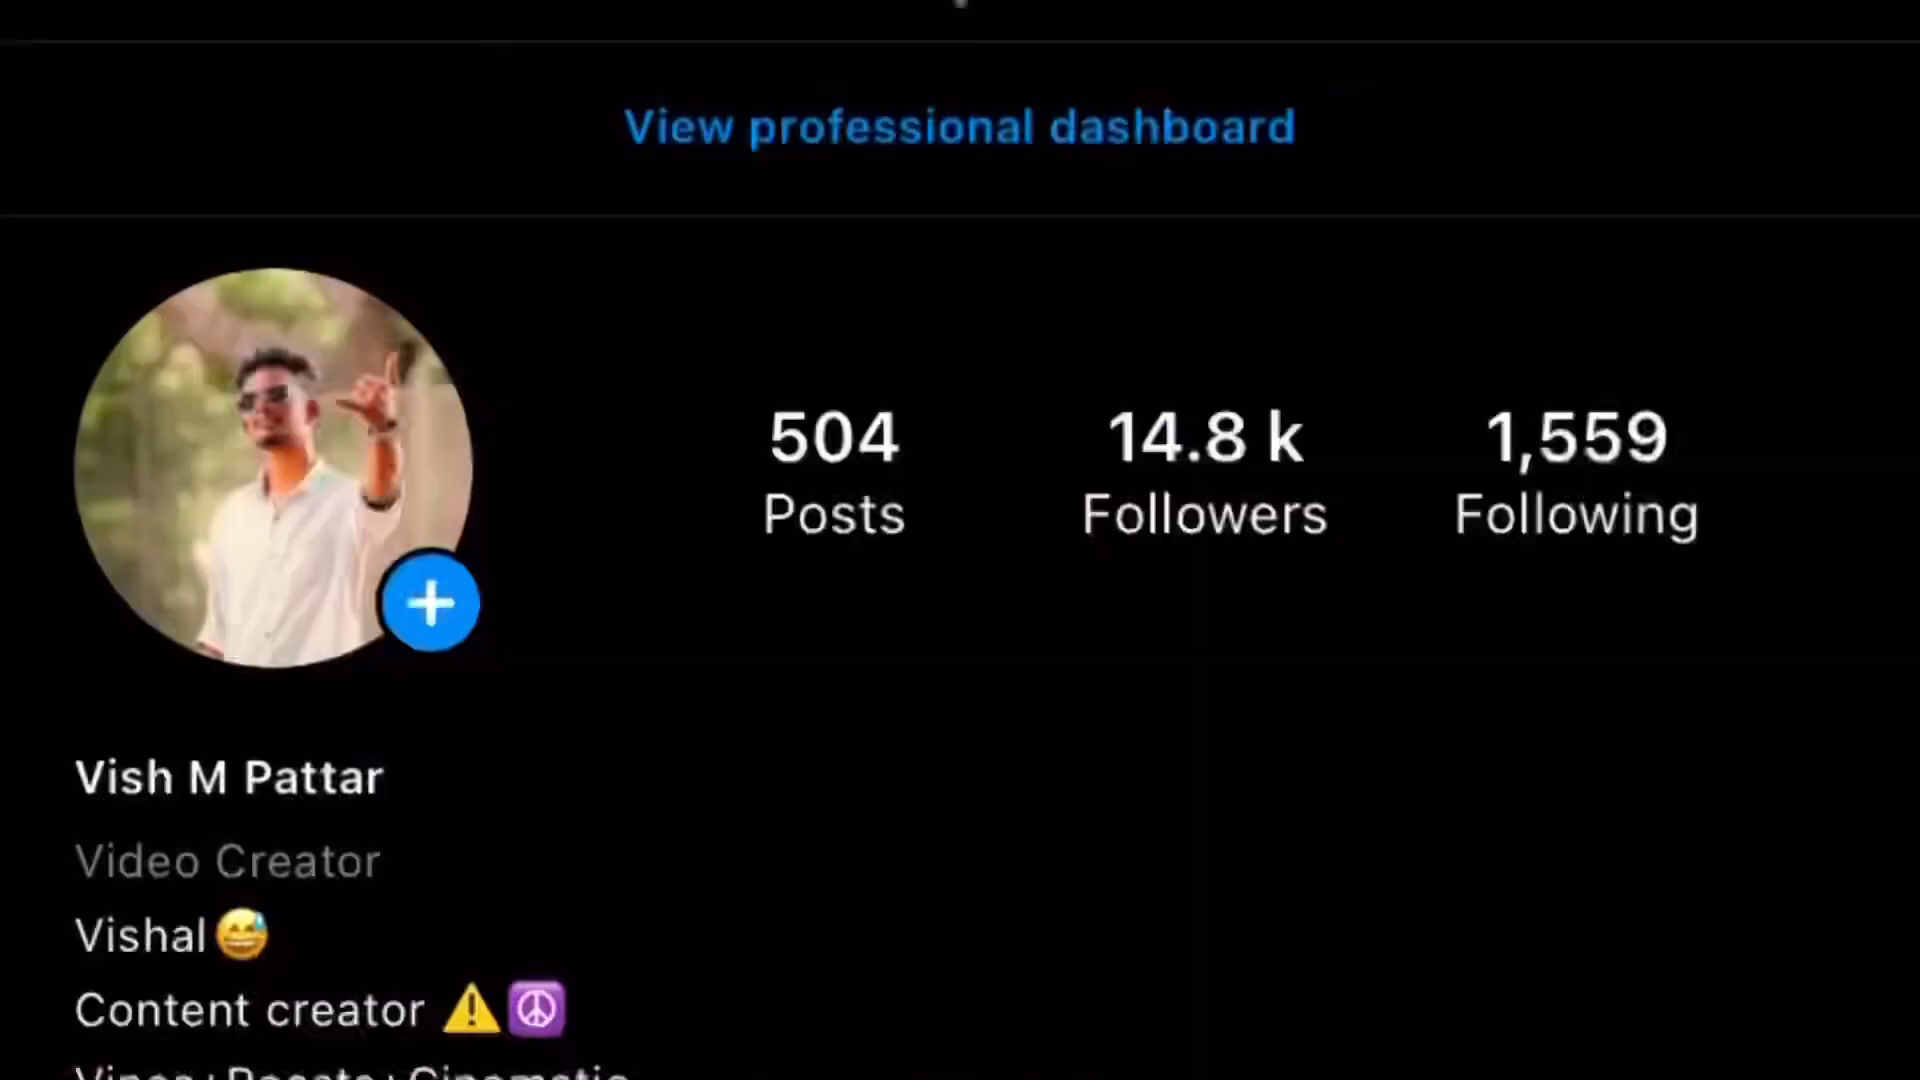 View professional dashboard
504
Posts
14.8 k
Followers
1,559
Following
Vish M Pattar
Video Creator
Vishal😅
Content creator ⚠️☮️